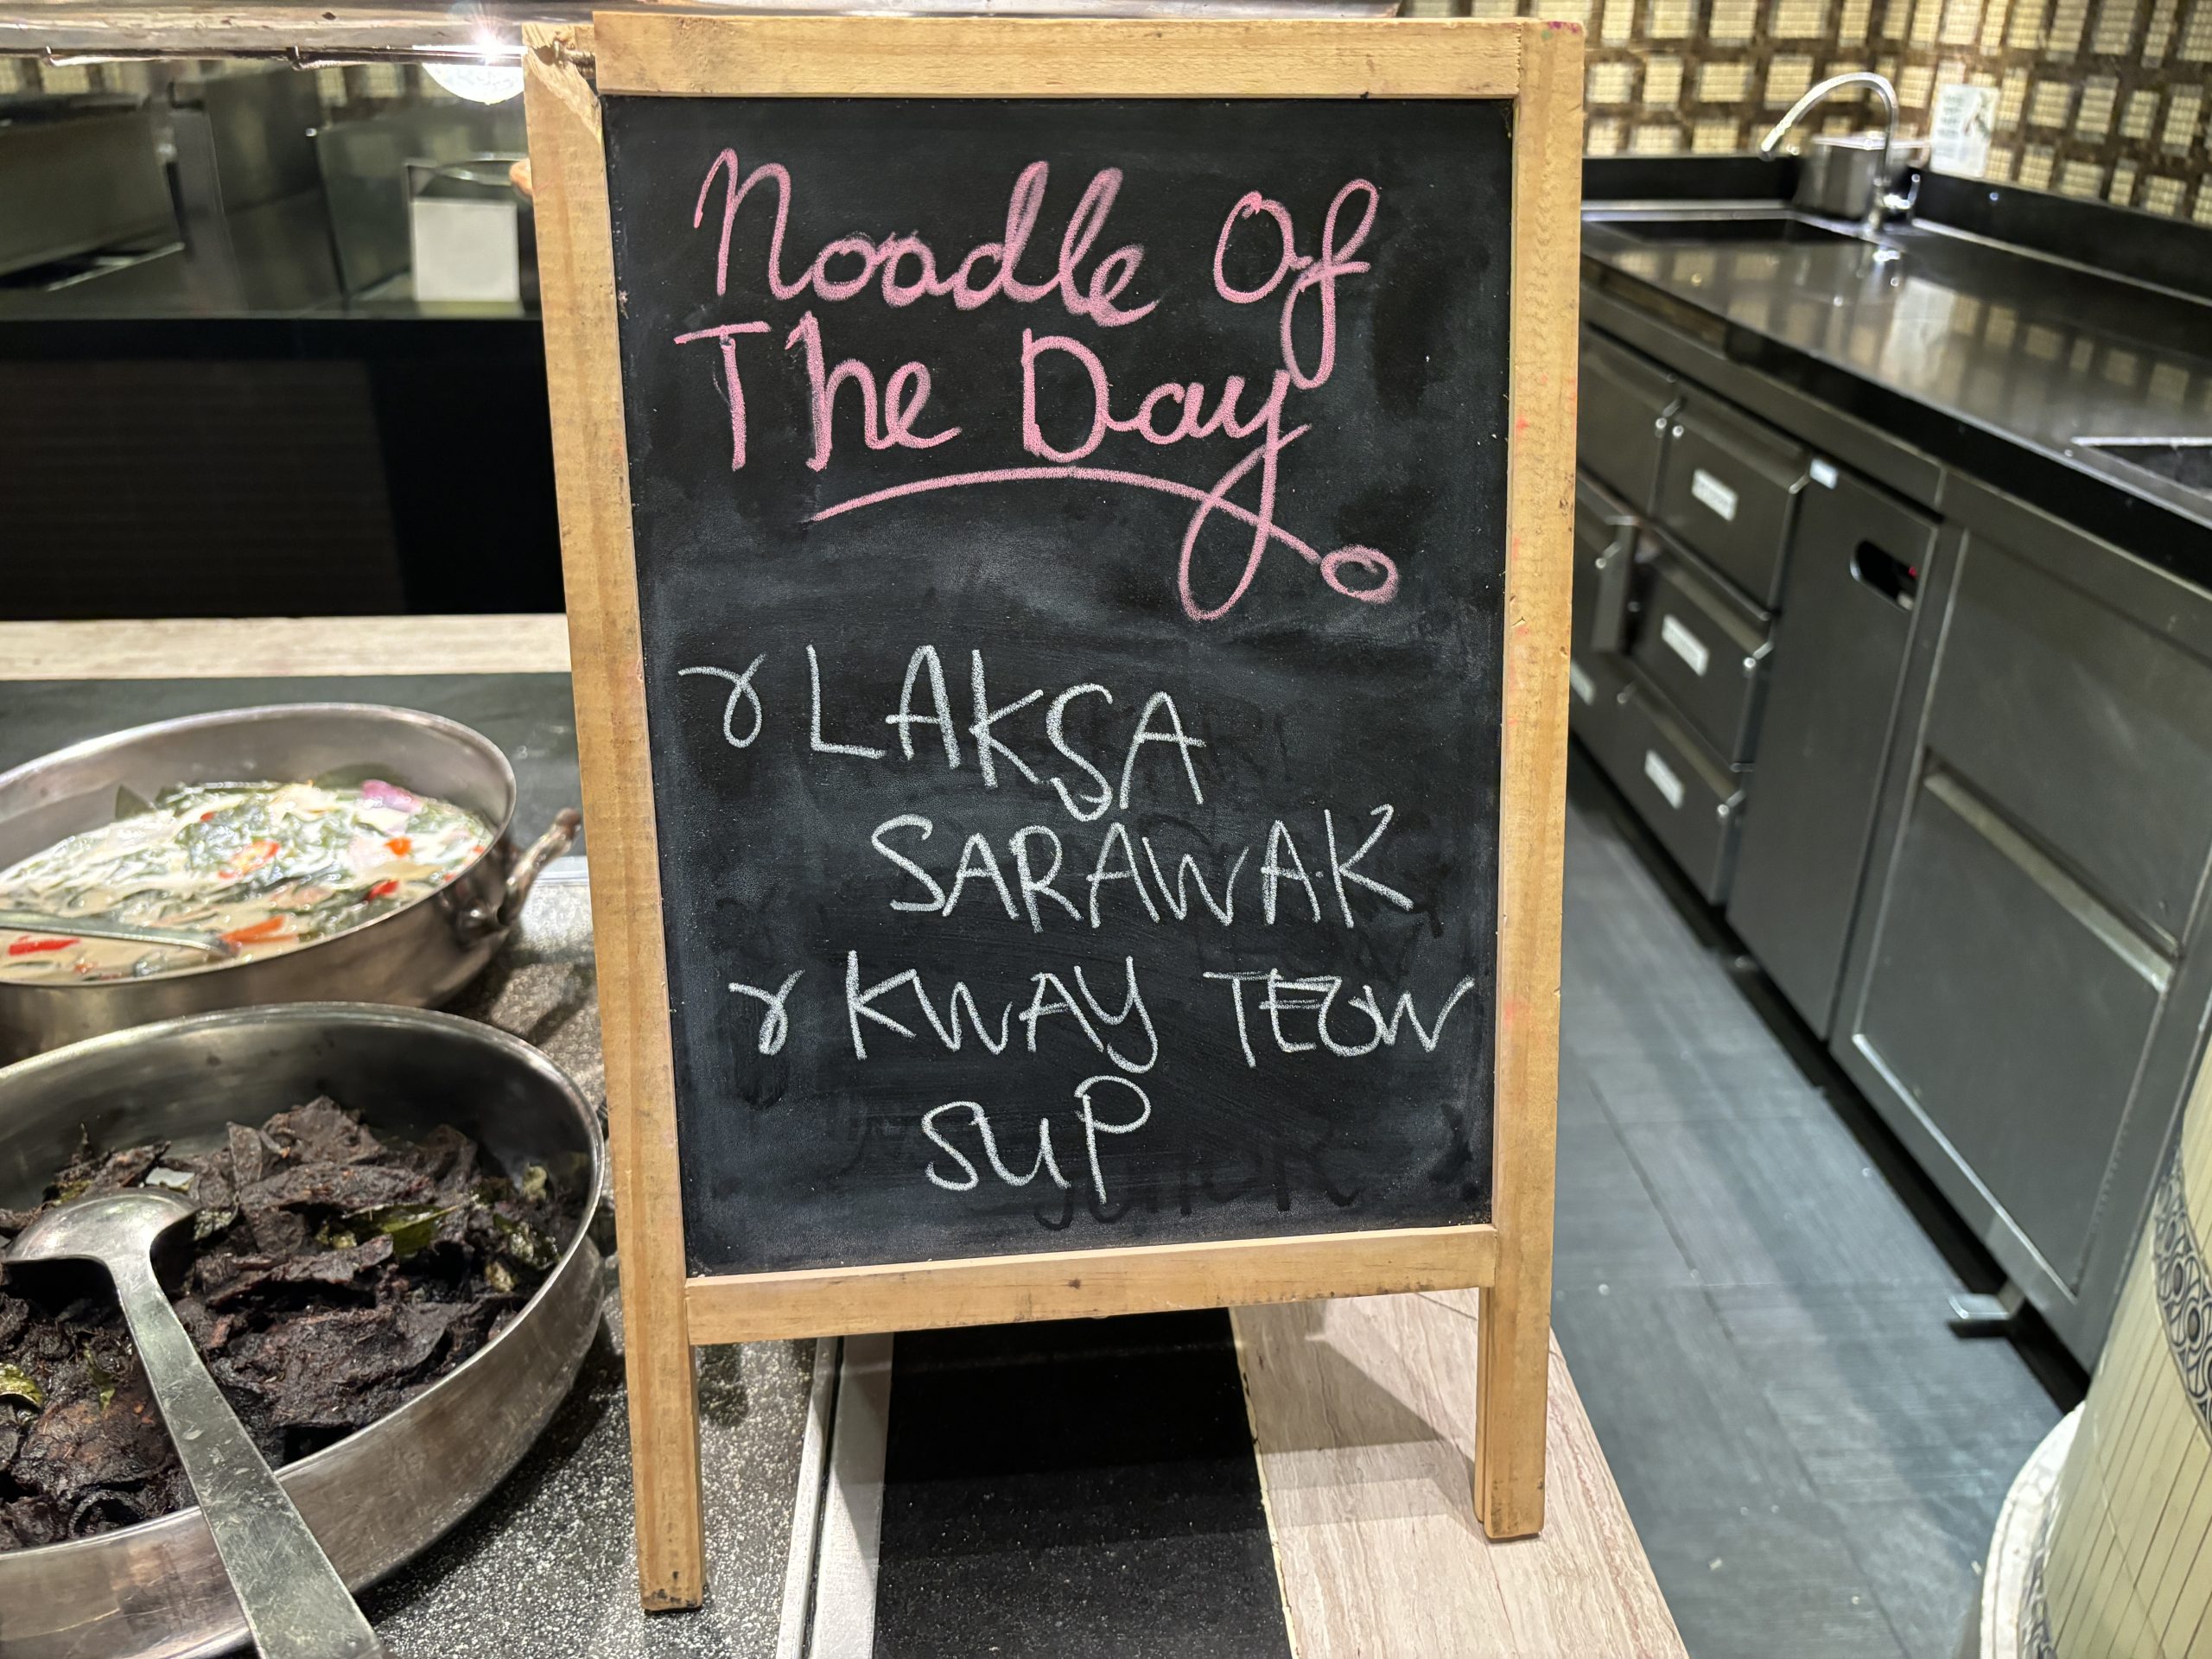 Noodle Of
The Day
LAKSA
SARAWAK
KWAY TEOW
SUP